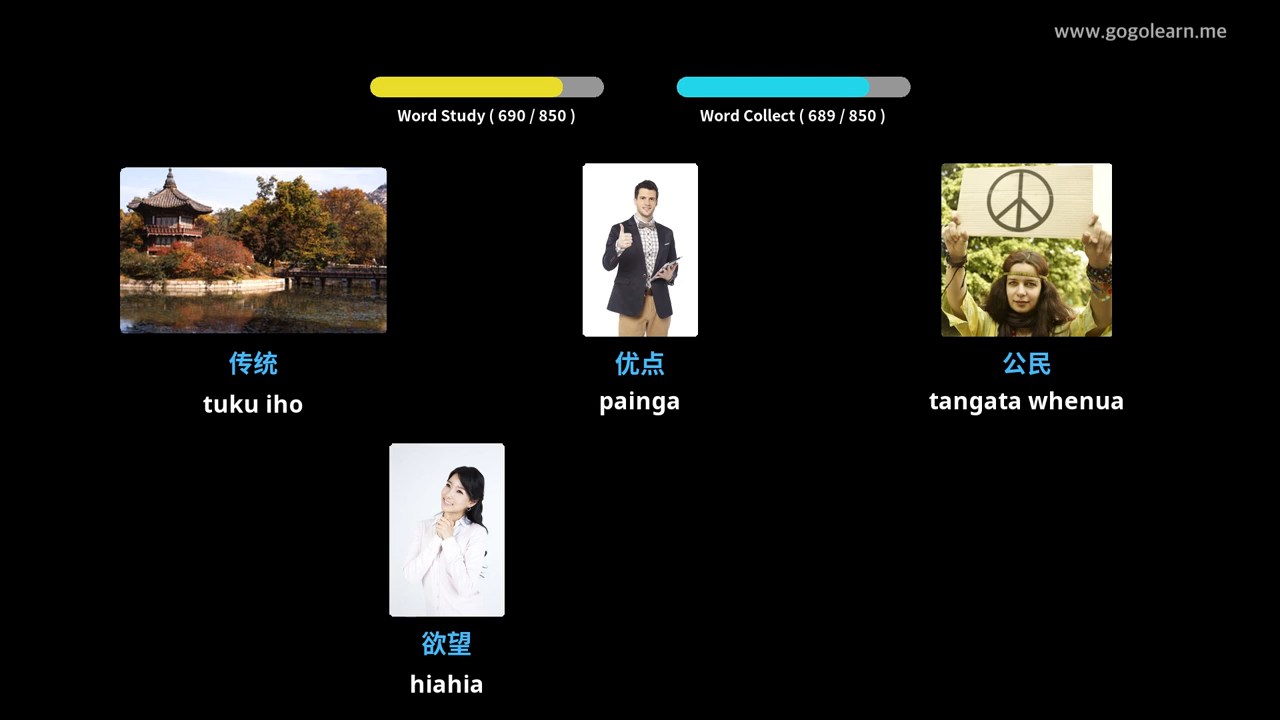 www.gogolearn.me
Word Study ( 690 / 850 )
Word Collect ( 689 / 850 )
传统
tuku iho
优点
painga
公民
tangata whenua
欲望
hiahia